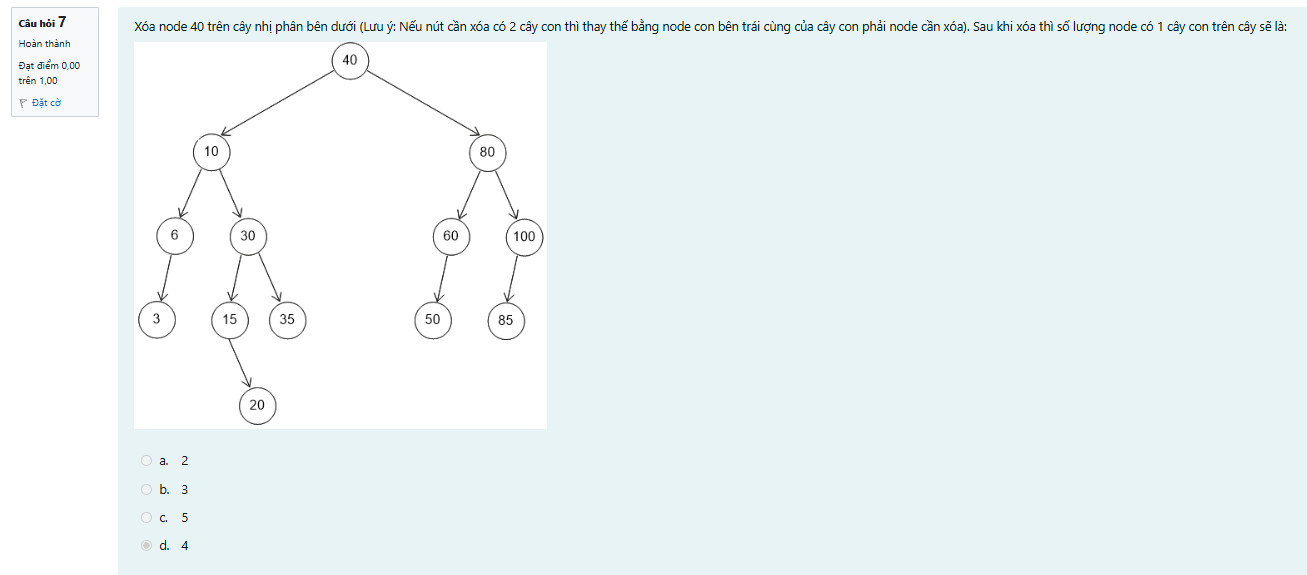 Câu hỏi 7
Hoàn thành
Đạt điểm 0,00
trên 1,00
Đặt cờ
Xóa node 40 trên cây nhị phân bên dưới (Lưu ý: Nếu nút cần xóa có 2 cây con thì thay thế bằng node con bên trái cùng của cây con phải node cần xóa). Sau khi xóa thì số lượng node có 1 cây con trên cây sẽ là:
40
10 80
6 30 60 100
3 15 35 50 85
20
a. 2
b. 3
c. 5
d. 4